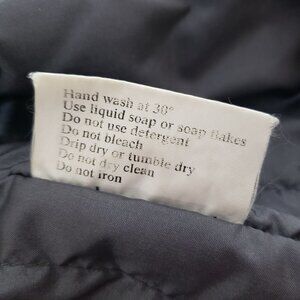 Hand wash at 30°
Use liquid soap or soap flakes
Do not use detergent
Do not bleach
Drip dry or tumble dry
Do not dry clean
Do not iron